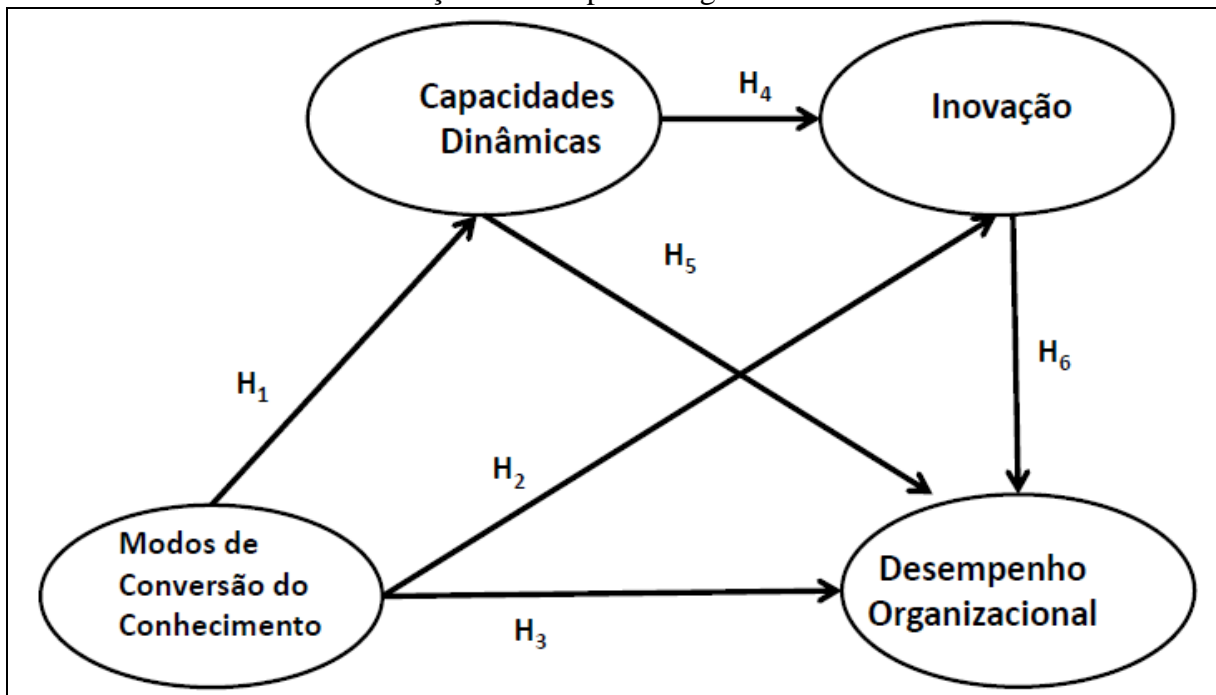 Capacidades
Dinâmicas
H4
Inovação
H5
H1
H6
H2
Modos de
Conversão do
Conhecimento
H3
Desempenho
Organizacional